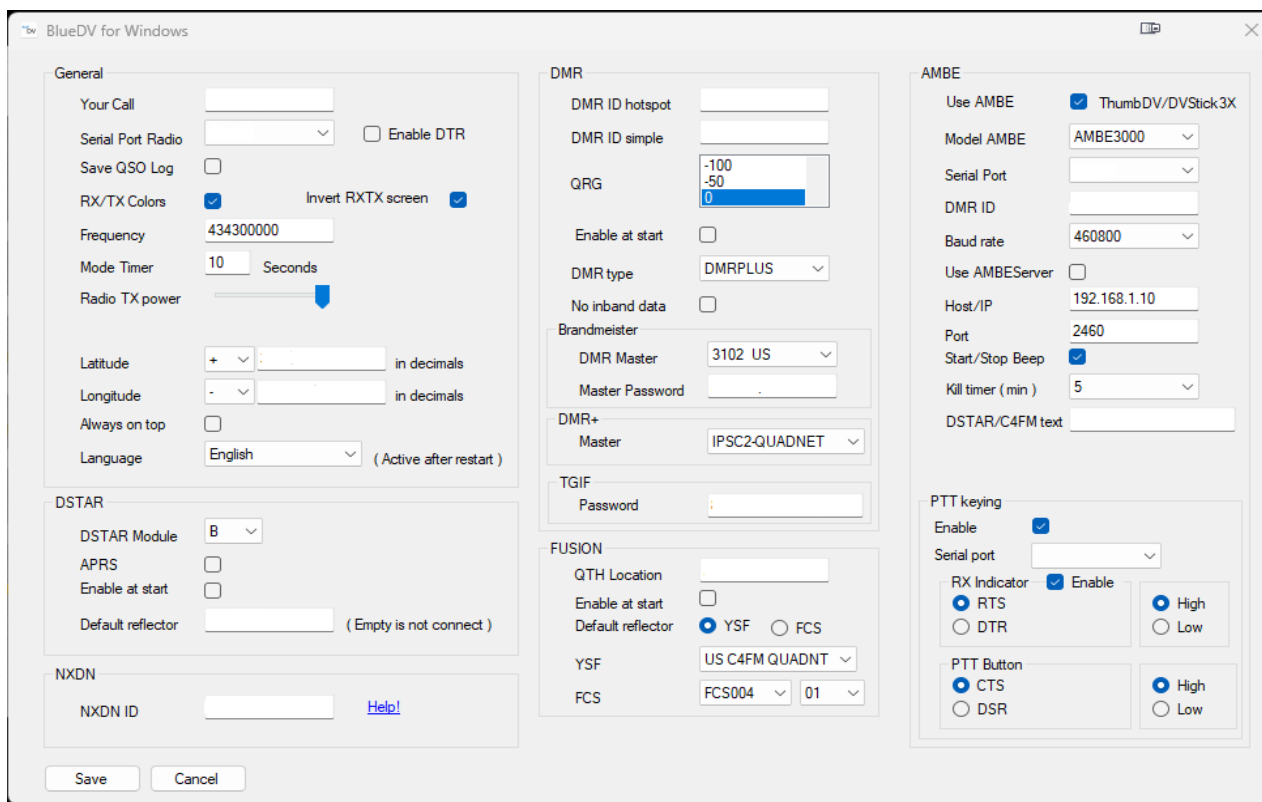 BlueDV for Windows
General
Your Call
Serial Port Radio
Enable DTR
Save QSO Log
RX/TX Colors
Invert RXTX screen
Frequency
434300000
Mode Timer
10
Seconds
Radio TX power
Latitude
+
in decimals
Longitude
-
in decimals
Always on top
Language
English
( Active after restart )
DSTAR
DSTAR Module
B
APRS
Enable at start
Default reflector
( Empty is not connect )
NXDN
NXDN ID
Help!
Save
Cancel
DMR
DMR ID hotspot
DMR ID simple
QRG
-100
-50
0
Enable at start
DMR type
DMRPLUS
No inband data
Brandmeister
DMR Master
3102 US
Master Password
DMR+
Master
IPSC2-QUADNET
TGIF
Password
FUSION
QTH Location
Enable at start
Default reflector
YSF
FCS
YSF
US C4FM QUADNT
FCS
FCS004
01
AMBE
Use AMBE
ThumbDV/DVStick3X
Model AMBE
AMBE3000
Serial Port
DMR ID
Baud rate
460800
Use AMBEServer
Host/IP
192.168.1.10
Port
2460
Start/Stop Beep
Kill timer ( min )
5
DSTAR/C4FM text
PTT keying
Enable
Serial port
RX Indicator
Enable
RTS
DTR
High
Low
PTT Button
CTS
DSR
High
Low